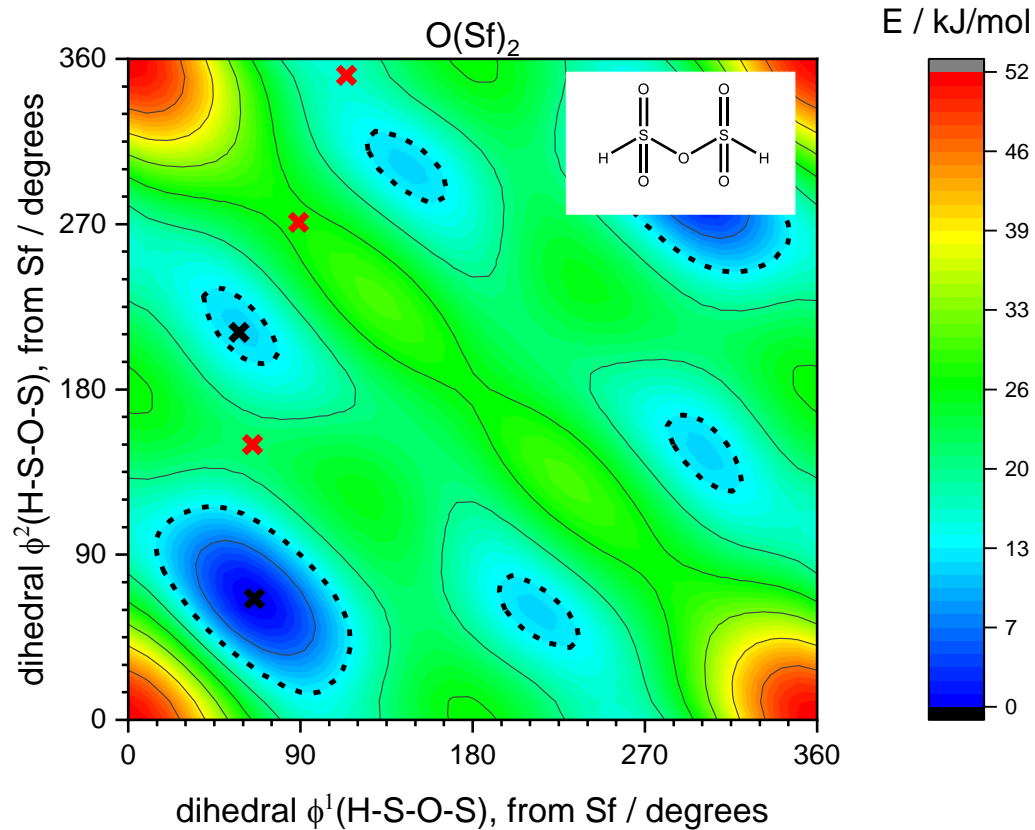 E / kJ/mol
O(Sf)₂
360
270
180
90
0
dihedral ϕ²(H-S-O-S), from Sf / degrees
O O
H S O S H
O O
52
46
39
33
26
20
13
7
0
0 90 180 270 360
dihedral ϕ¹(H-S-O-S), from Sf / degrees